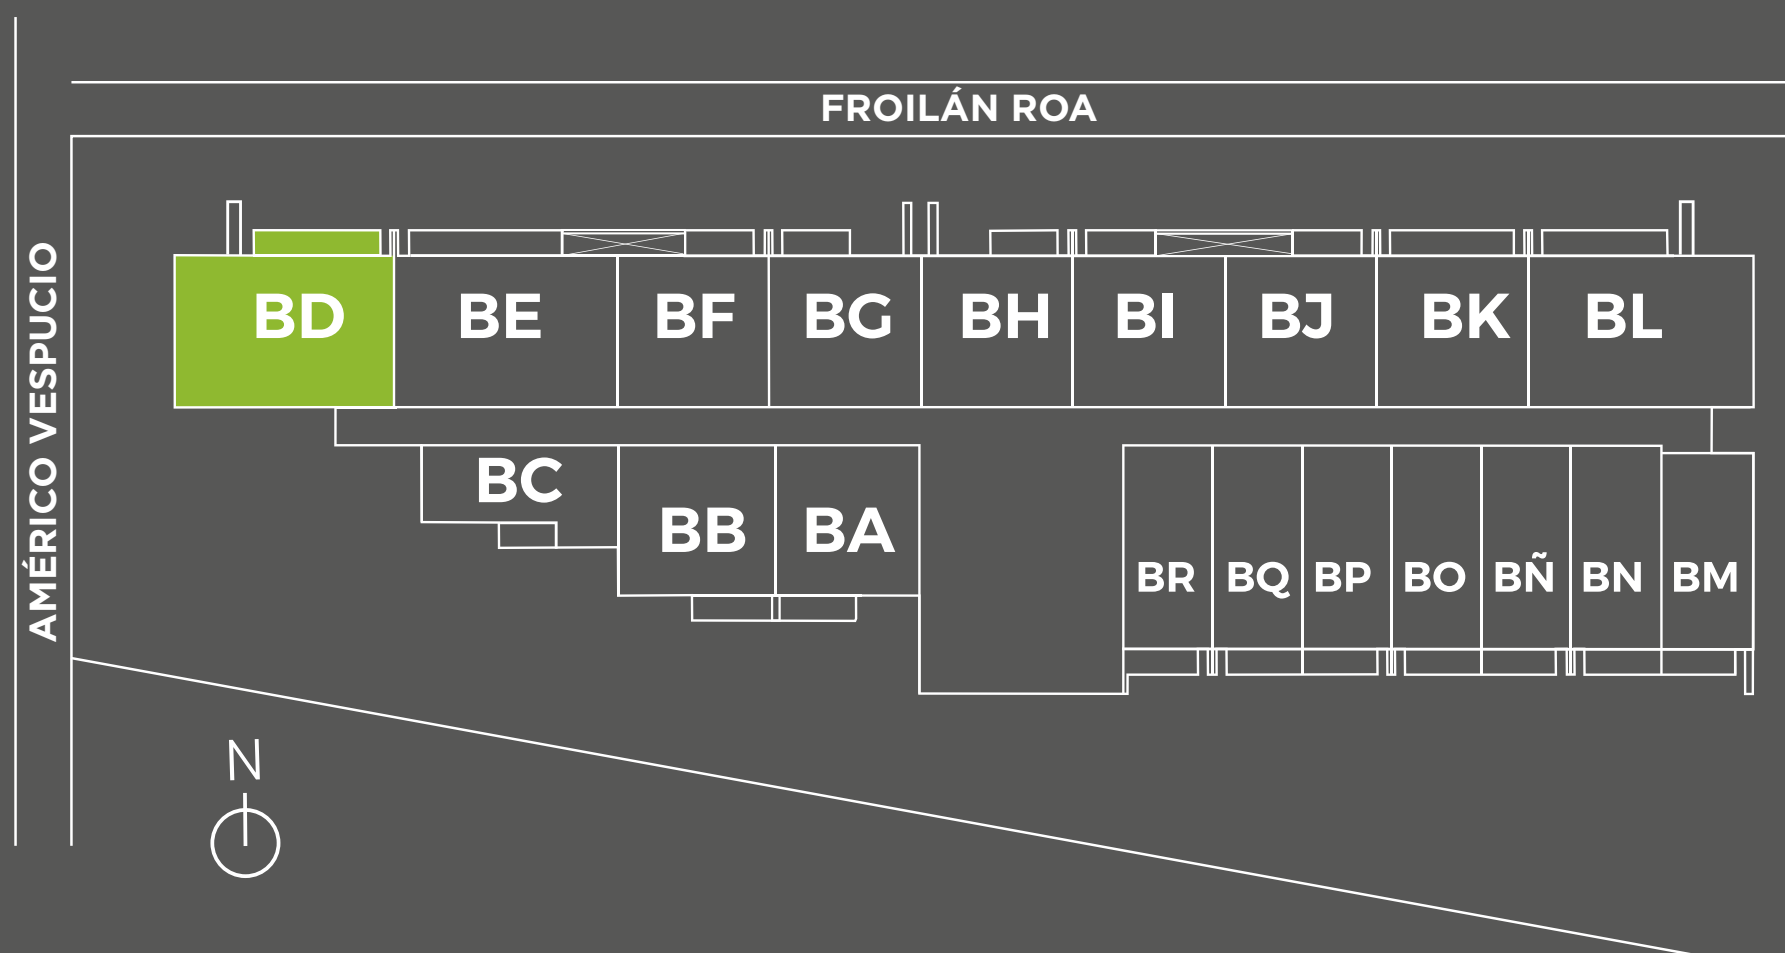 FROILÁN ROA
AMÉRICO VESPUCIO
BD BE BF BG BH BI BJ BK BL
BC BB BA
BR BQ BP BO BÑ BN BM
N